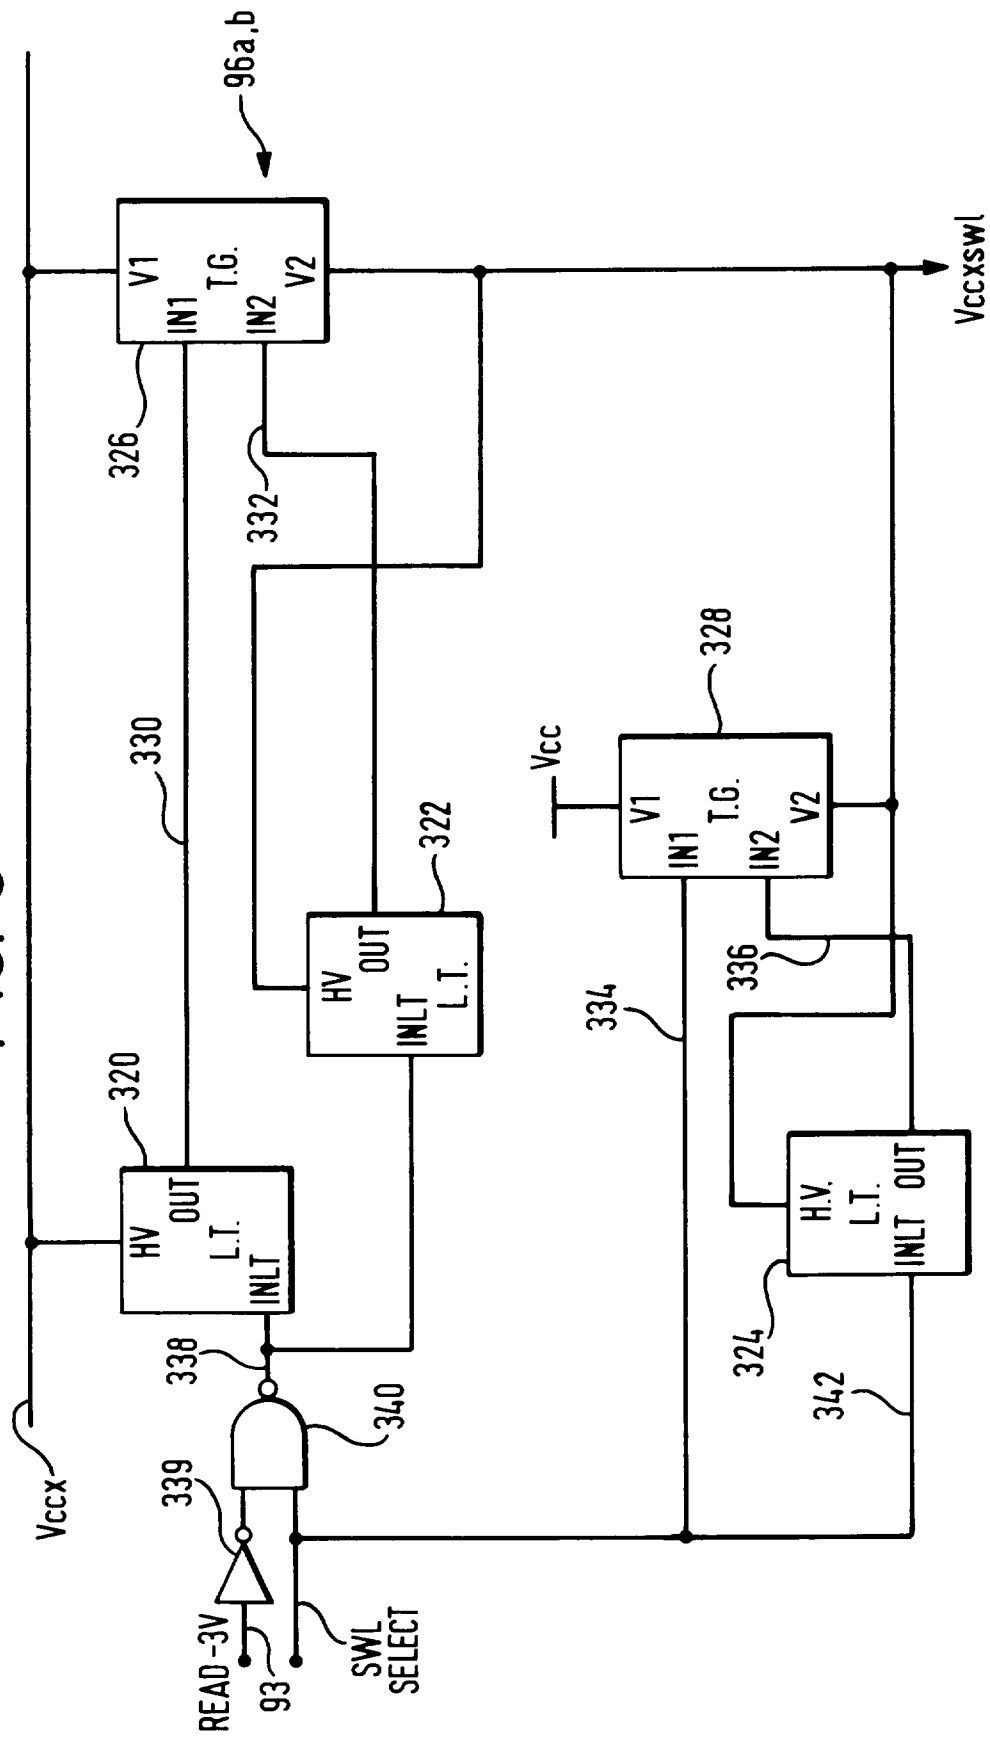 Vccx
96a,b
320
330
326
HV
OUT
L.T.
INLT
V1
IN1
T.G.
IN2
V2
READ-3V
93
339
338
340
SWL
SELECT
332
322
HV
OUT
INLT
L.T.
Vcc
328
334
V1
IN1
T.G.
IN2
V2
336
324
H.V.
L.T.
INLT
OUT
342
Vccxswl